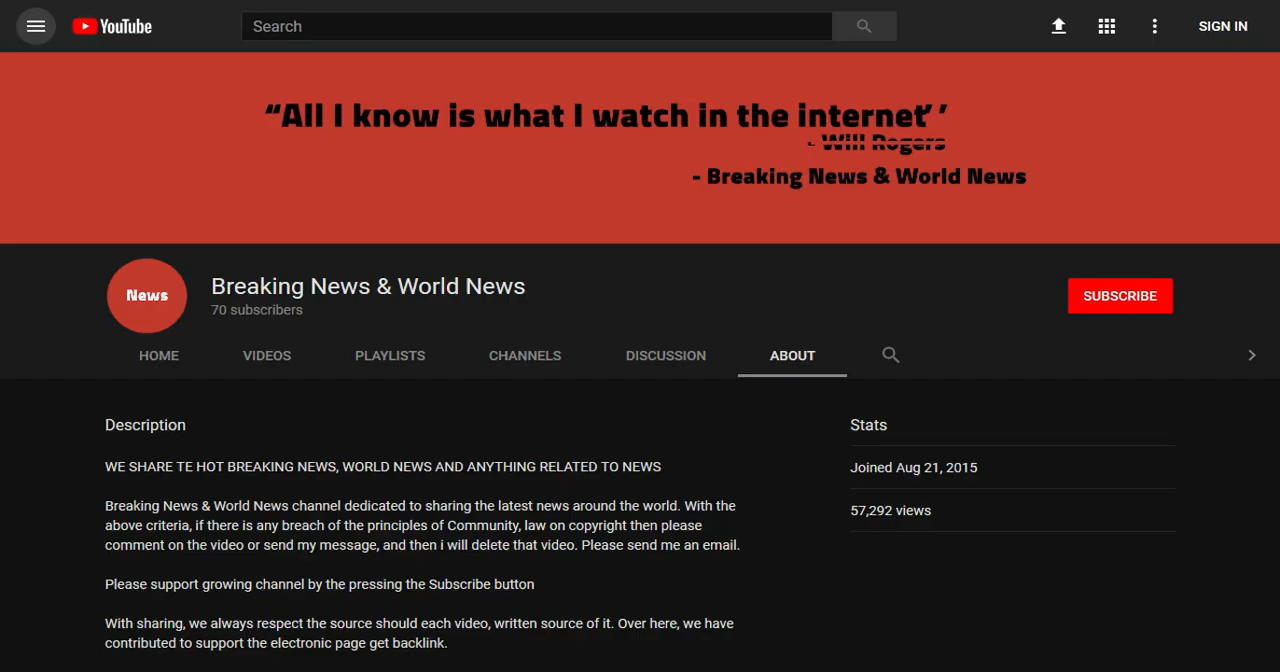 YouTube
Search
SIGN IN
“All I know is what I watch in the internet’’
- Will Rogers
- Breaking News & World News
News
Breaking News & World News
70 subscribers
SUBSCRIBE
HOME VIDEOS PLAYLISTS CHANNELS DISCUSSION ABOUT
Description
WE SHARE TE HOT BREAKING NEWS, WORLD NEWS AND ANYTHING RELATED TO NEWS
Breaking News & World News channel dedicated to sharing the latest news around the world. With the
above criteria, if there is any breach of the principles of Community, law on copyright then please
comment on the video or send my message, and then i will delete that video. Please send me an email.
Please support growing channel by the pressing the Subscribe button
With sharing, we always respect the source should each video, written source of it. Over here, we have
contributed to support the electronic page get backlink.
Stats
Joined Aug 21, 2015
57,292 views